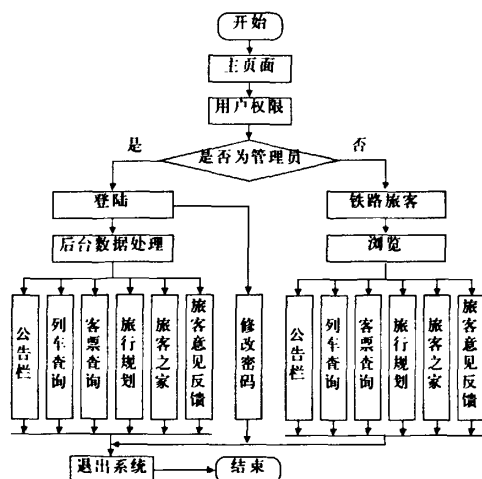 开始
主页面
用户权限
是
否
是否为管理员
登陆
铁路旅客
后台数据处理
浏览
公告栏
列车查询
客票查询
旅行规划
旅客之家
旅客意见反馈
修改密码
公告栏
列车查询
客票查询
旅行规划
旅客之家
旅客意见反馈
退出系统
结束